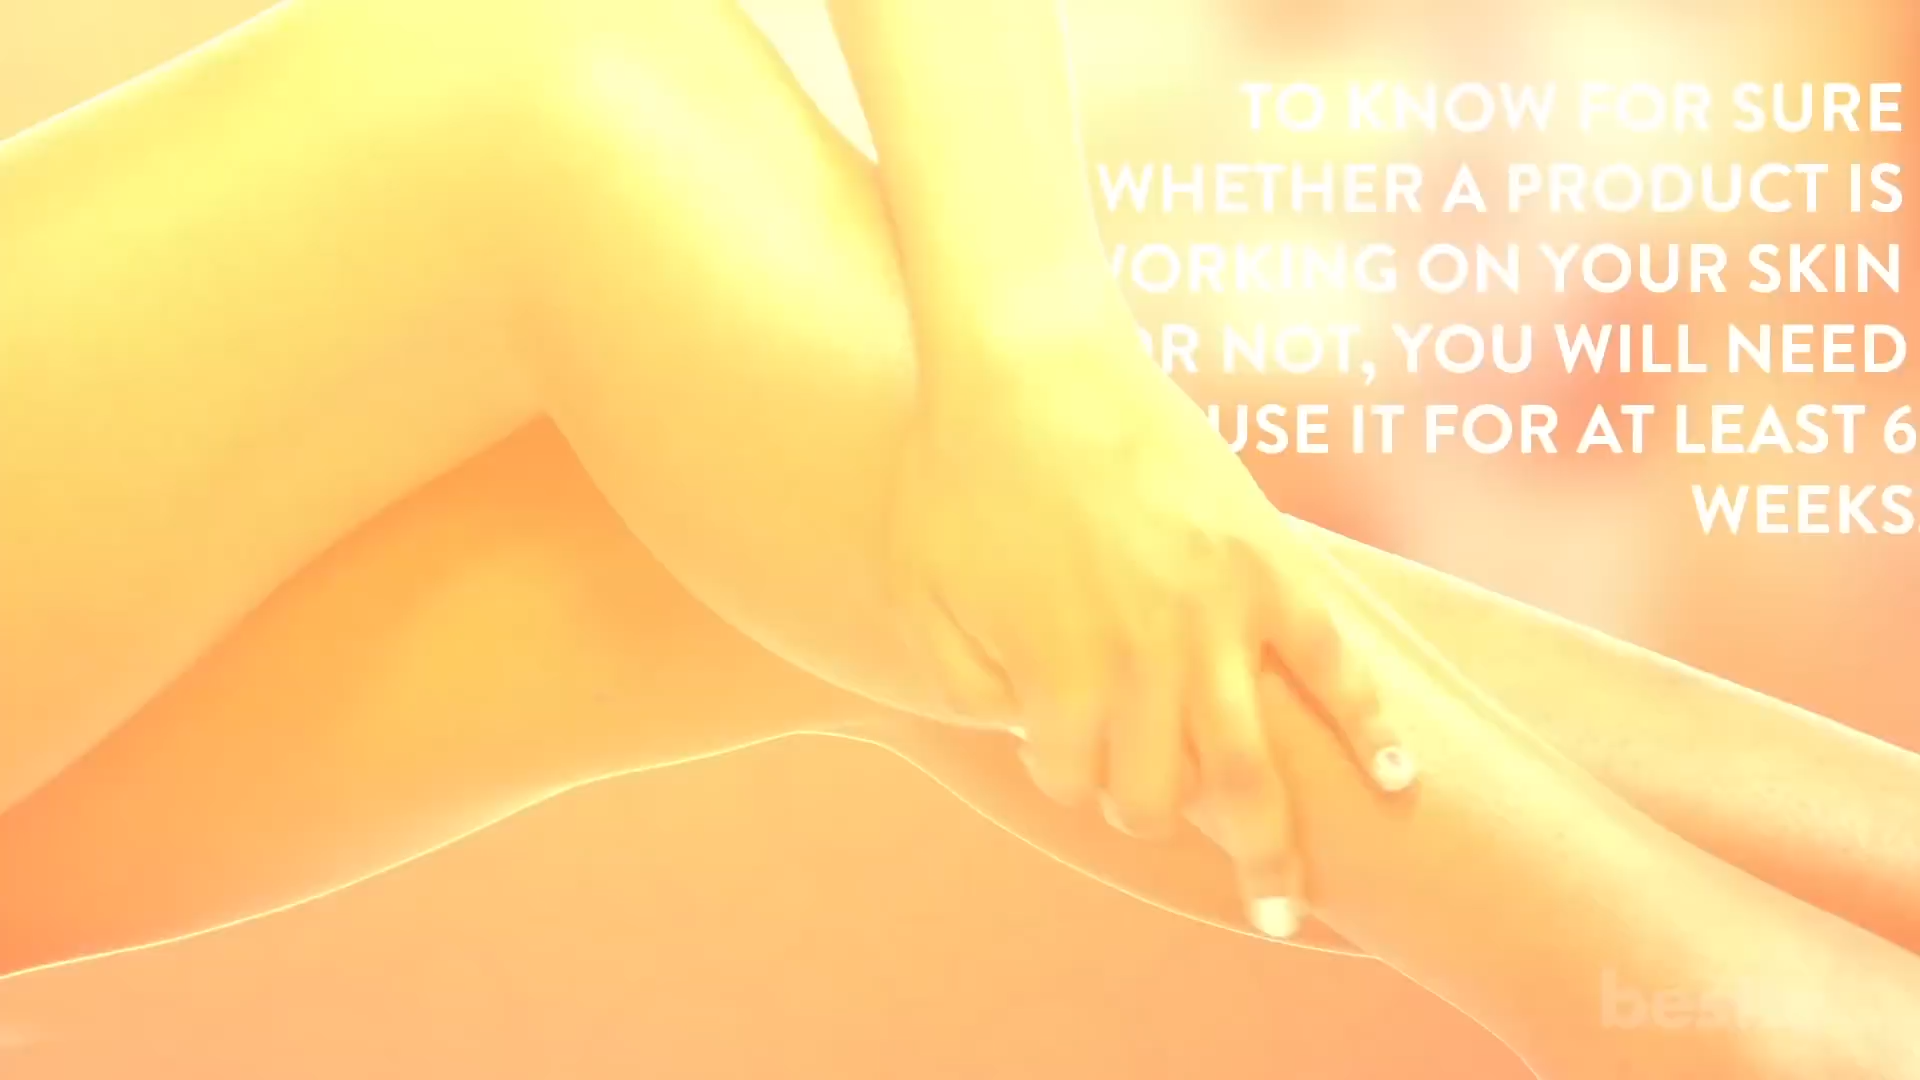 TO KNOW FOR SURE
WHETHER A PRODUCT IS
WORKING ON YOUR SKIN
OR NOT, YOU WILL NEED
USE IT FOR AT LEAST 6
WEEKS